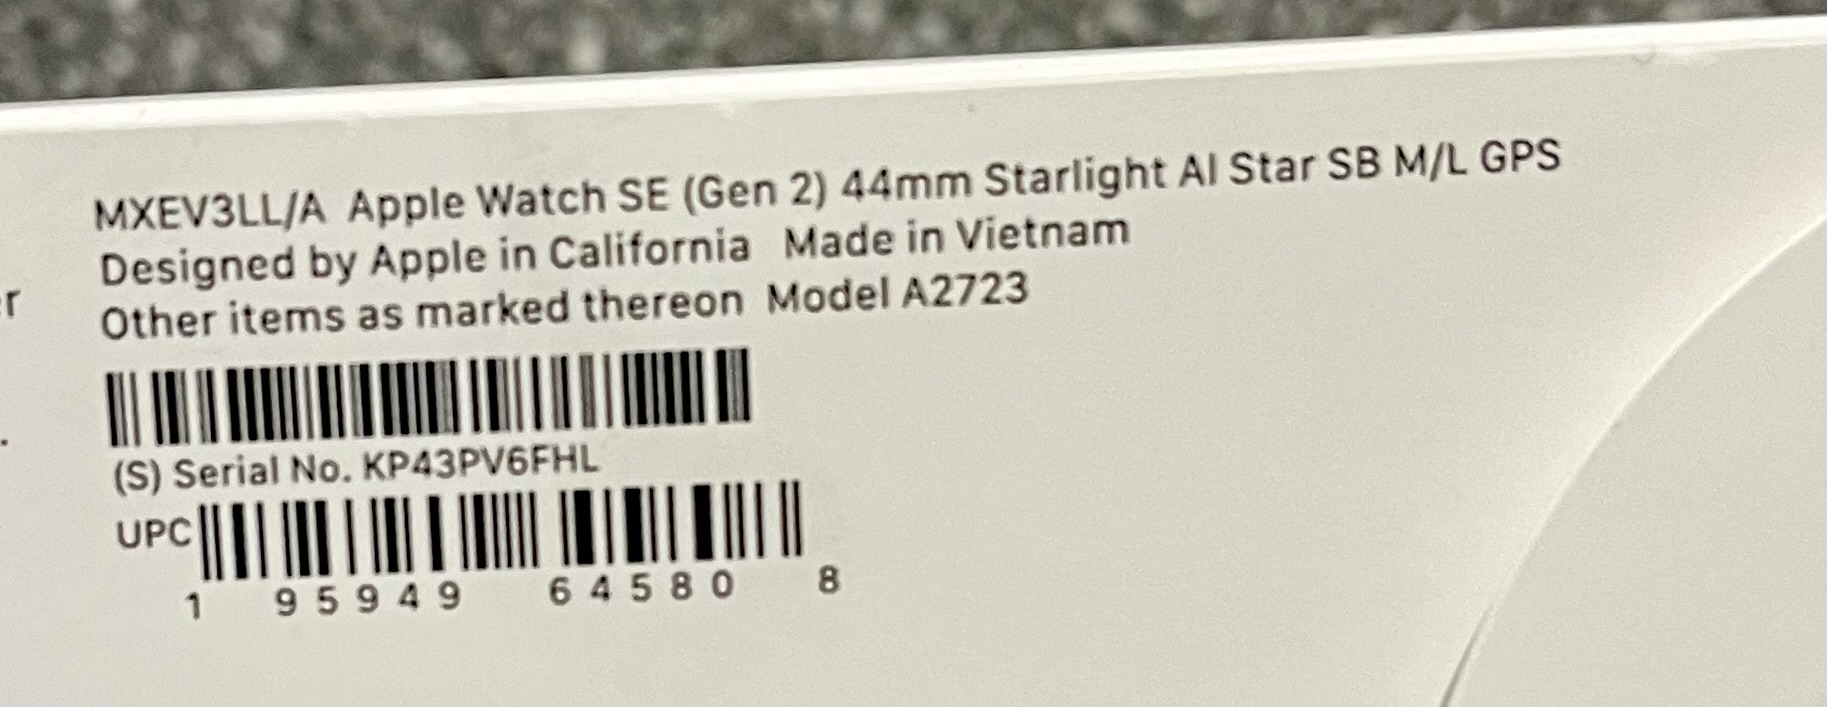 MXEV3LL/A Apple Watch SE (Gen 2) 44mm Starlight Al Star SB M/L GPS
Designed by Apple in California Made in Vietnam
Other items as marked thereon Model A2723
(S) Serial No. KP43PV6FHL
UPC
1 95949 64580 8